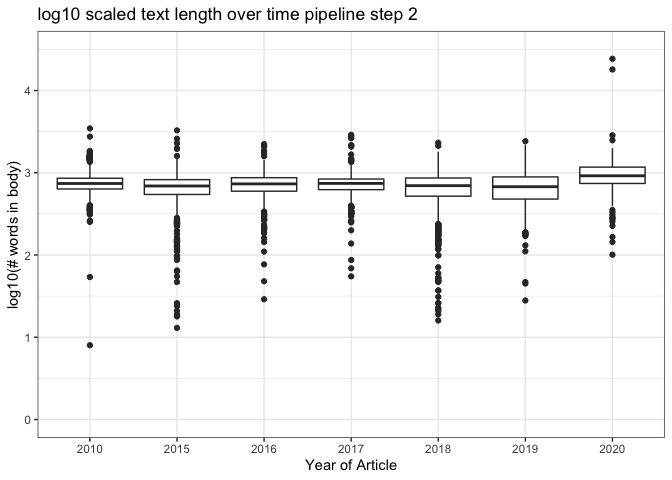 log10 scaled text length over time pipeline step 2
log10(# words in body)
4
3
2
1
0
2010 2015 2016 2017 2018 2019 2020
Year of Article